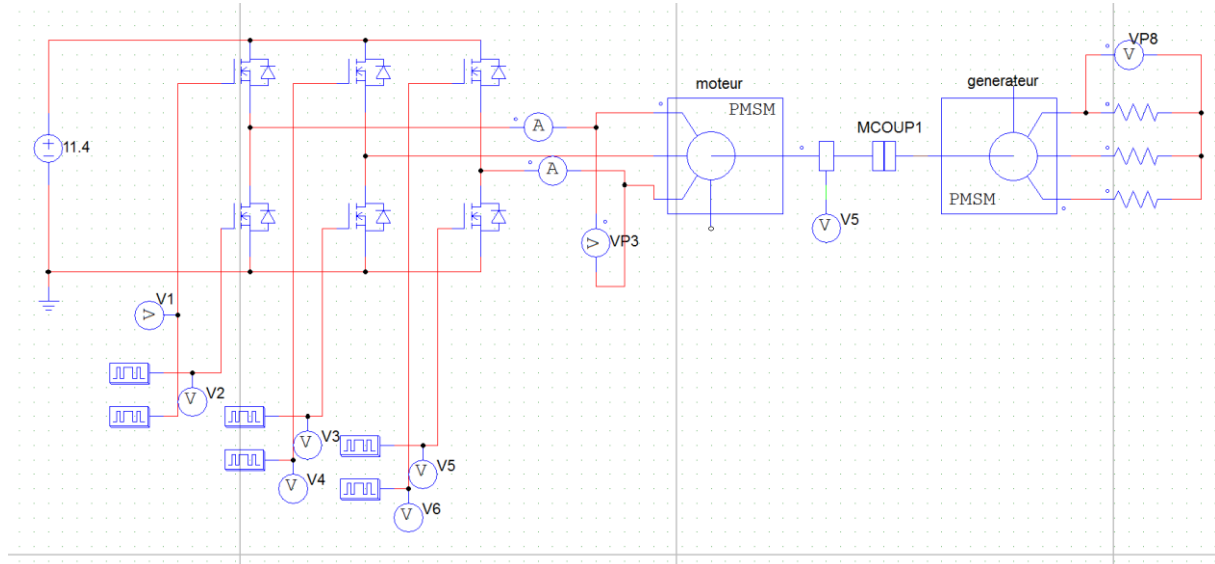 VP8
V
moteur
generateur
PMSM
11.4
A
MCOUP1
A
PMSM
V5
V
V
VP3
V1
V
V2
V
V3
V
V4
V
V5
V
V6
V